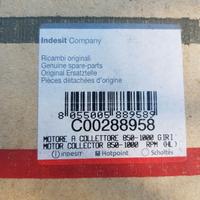 Indesit Company
Ricambi originali
Genuine spare-parts
Original Ersatzteile
Pièces détachées d'origine
8 055005 889589
C00288958
MOTORE A COLLETTORE 850-1000 GIRI
MOTOR COLLECTOR 850-1000 RPM (HL)
indesit Hotpoint Scholtès